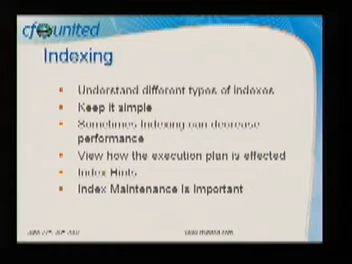 cfunited
Indexing
Understand different types of indexes
Keep it simple
Sometimes Indexing can decrease
performance
View how the execution plan is effected
Index Hints
Index Maintenance is Important